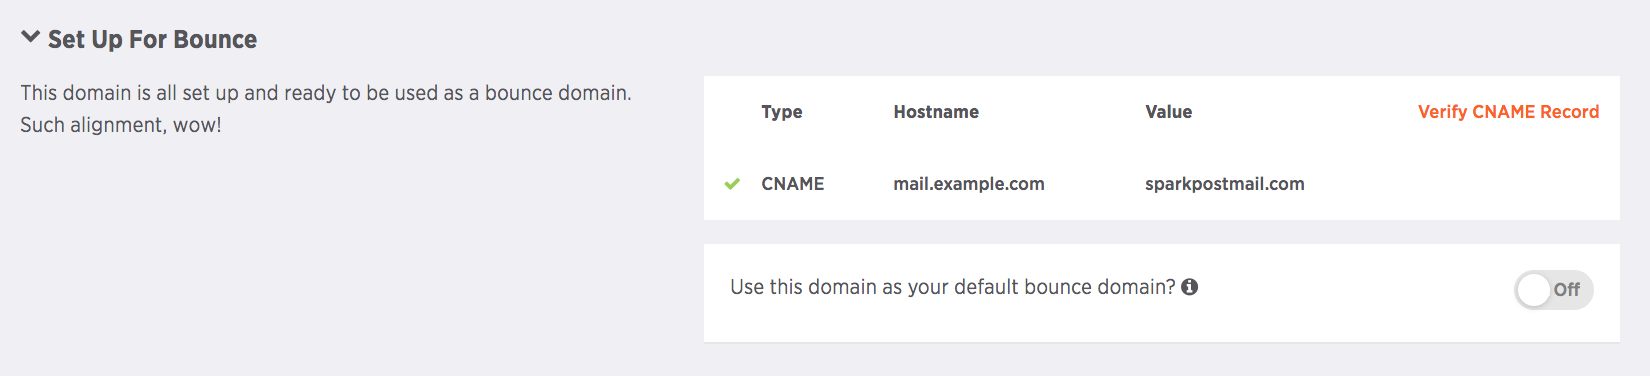 Set Up For Bounce
This domain is all set up and ready to be used as a bounce domain.
Such alignment, wow!
Type Hostname Value Verify CNAME Record
CNAME mail.example.com sparkpostmail.com
Use this domain as your default bounce domain?
Off